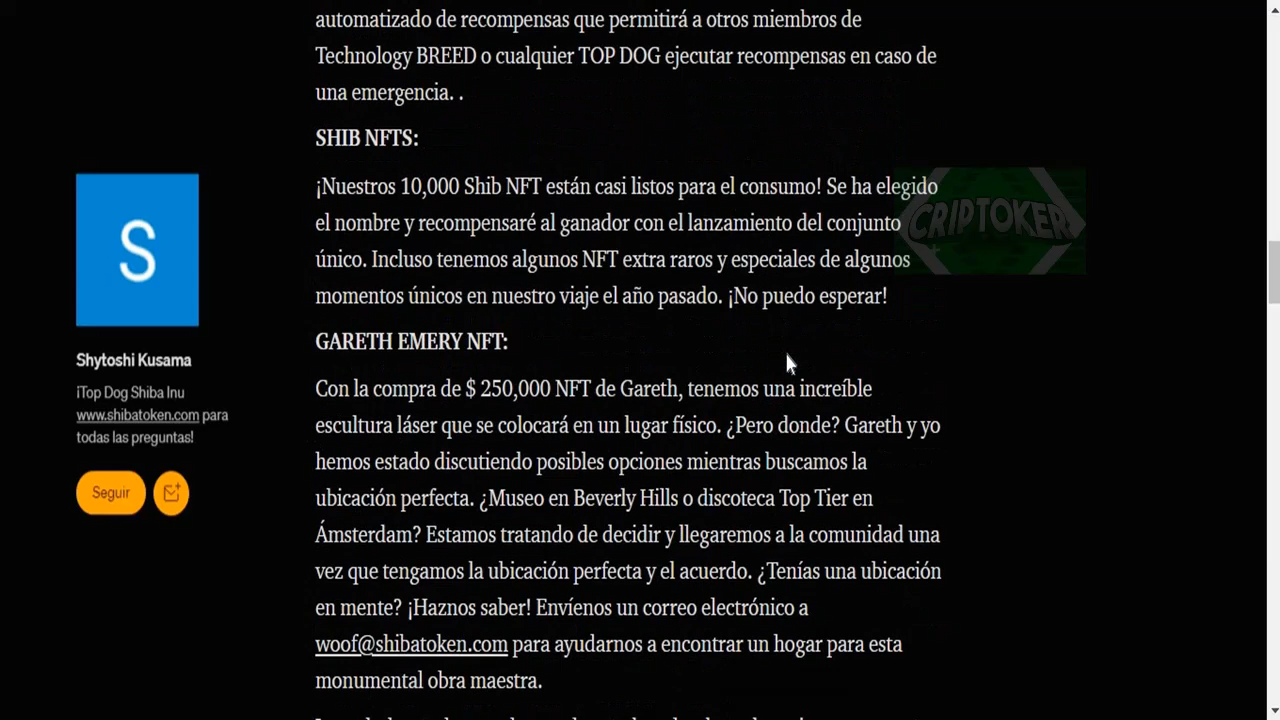 automatizado de recompensas que permitirá a otros miembros de
Technology BREED o cualquier TOP DOG ejecutar recompensas en caso de
una emergencia. .
SHIB NFTS:
¡Nuestros 10,000 Shib NFT están casi listos para el consumo! Se ha elegido
el nombre y recompensaré al ganador con el lanzamiento del conjunto
único. Incluso tenemos algunos NFT extra raros y especiales de algunos
momentos únicos en nuestro viaje el año pasado. ¡No puedo esperar!
GARETH EMERY NFT:
Con la compra de $ 250,000 NFT de Gareth, tenemos una increíble
escultura láser que se colocará en un lugar físico. ¿Pero donde? Gareth y yo
hemos estado discutiendo posibles opciones mientras buscamos la
ubicación perfecta. ¿Museo en Beverly Hills o discoteca Top Tier en
Ámsterdam? Estamos tratando de decidir y llegaremos a la comunidad una
vez que tengamos la ubicación perfecta y el acuerdo. ¿Tenías una ubicación
en mente? ¡Haznos saber! Envíenos un correo electrónico a
woof@shibatoken.com para ayudarnos a encontrar un hogar para esta
monumental obra maestra.
S
Shytoshi Kusama
¡Top Dog Shiba Inu
www.shibatoken.com para
todas las preguntas!
Seguir
CRIPTOKER